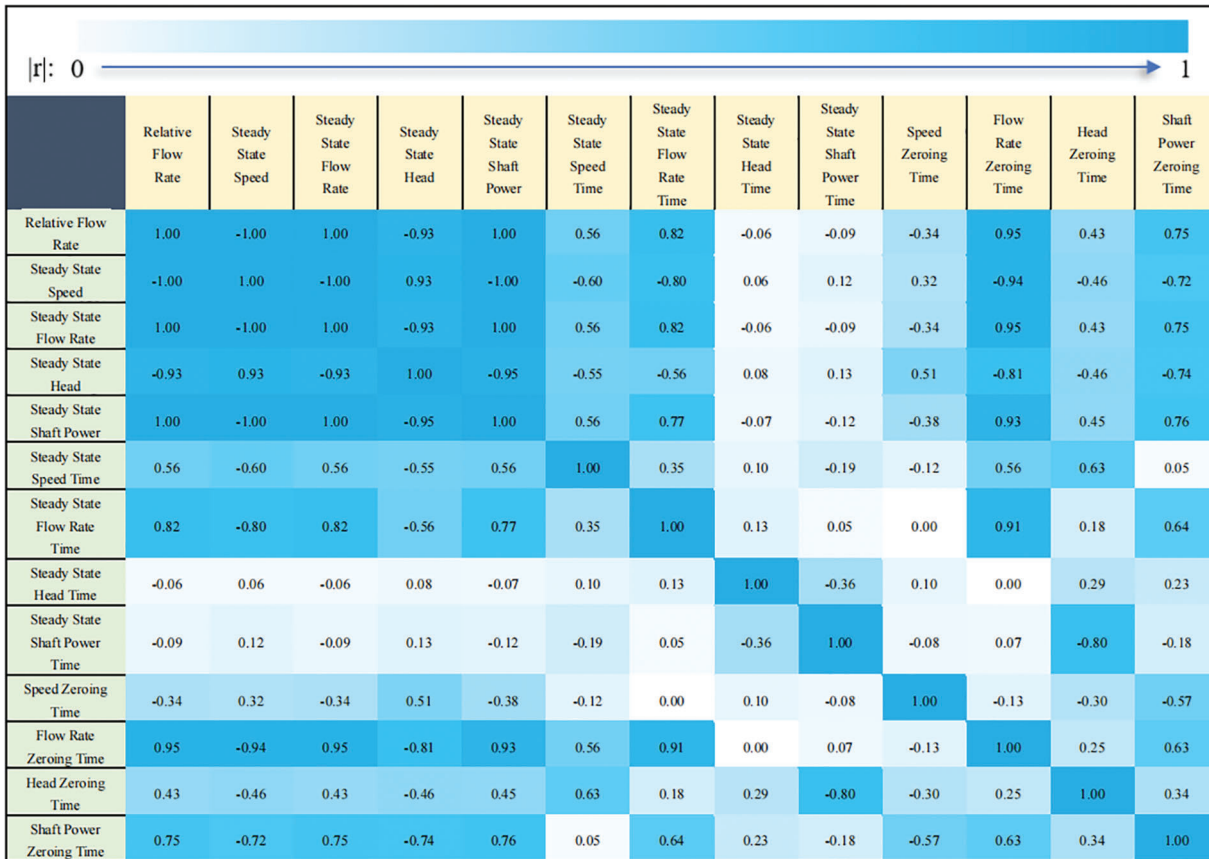 |r|: 0 1
Relative
Flow
Rate
Steady
State
Speed
Steady
State
Flow
Rate
Steady
State
Head
Steady
State
Shaft
Power
Steady
State
Speed
Time
Steady
State
Flow
Rate
Time
Steady
State
Head
Time
Steady
State
Shaft
Power
Time
Speed
Zeroing
Time
Flow
Rate
Zeroing
Time
Head
Zeroing
Time
Shaft
Power
Zeroing
Time
Relative Flow
Rate
1.00 -1.00 1.00 -0.93 1.00 0.56 0.82 -0.06 -0.09 -0.34 0.95 0.43 0.75
Steady State
Speed
-1.00 1.00 -1.00 0.93 -1.00 -0.60 -0.80 0.06 0.12 0.32 -0.94 -0.46 -0.72
Steady State
Flow Rate
1.00 -1.00 1.00 -0.93 1.00 0.56 0.82 -0.06 -0.09 -0.34 0.95 0.43 0.75
Steady State
Head
-0.93 0.93 -0.93 1.00 -0.95 -0.55 -0.56 0.08 0.13 0.51 -0.81 -0.46 -0.74
Steady State
Shaft Power
1.00 -1.00 1.00 -0.95 1.00 0.56 0.77 -0.07 -0.12 -0.38 0.93 0.45 0.76
Steady State
Speed Time
0.56 -0.60 0.56 -0.55 0.56 1.00 0.35 0.10 -0.19 -0.12 0.56 0.63 0.05
Steady State
Flow Rate
Time
0.82 -0.80 0.82 -0.56 0.77 0.35 1.00 0.13 0.05 0.00 0.91 0.18 0.64
Steady State
Head Time
-0.06 0.06 -0.06 0.08 -0.07 0.10 0.13 1.00 -0.36 0.10 0.00 0.29 0.23
Steady State
Shaft Power
Time
-0.09 0.12 -0.09 0.13 -0.12 -0.19 0.05 -0.36 1.00 -0.08 0.07 -0.80 -0.18
Speed Zeroing
Time
-0.34 0.32 -0.34 0.51 -0.38 -0.12 0.00 0.10 -0.08 1.00 -0.13 -0.30 -0.57
Flow Rate
Zeroing Time
0.95 -0.94 0.95 -0.81 0.93 0.56 0.91 0.00 0.07 -0.13 1.00 0.25 0.63
Head Zeroing
Time
0.43 -0.46 0.43 -0.46 0.45 0.63 0.18 0.29 -0.80 -0.30 0.25 1.00 0.34
Shaft Power
Zeroing Time
0.75 -0.72 0.75 -0.74 0.76 0.05 0.64 0.23 -0.18 -0.57 0.63 0.34 1.00